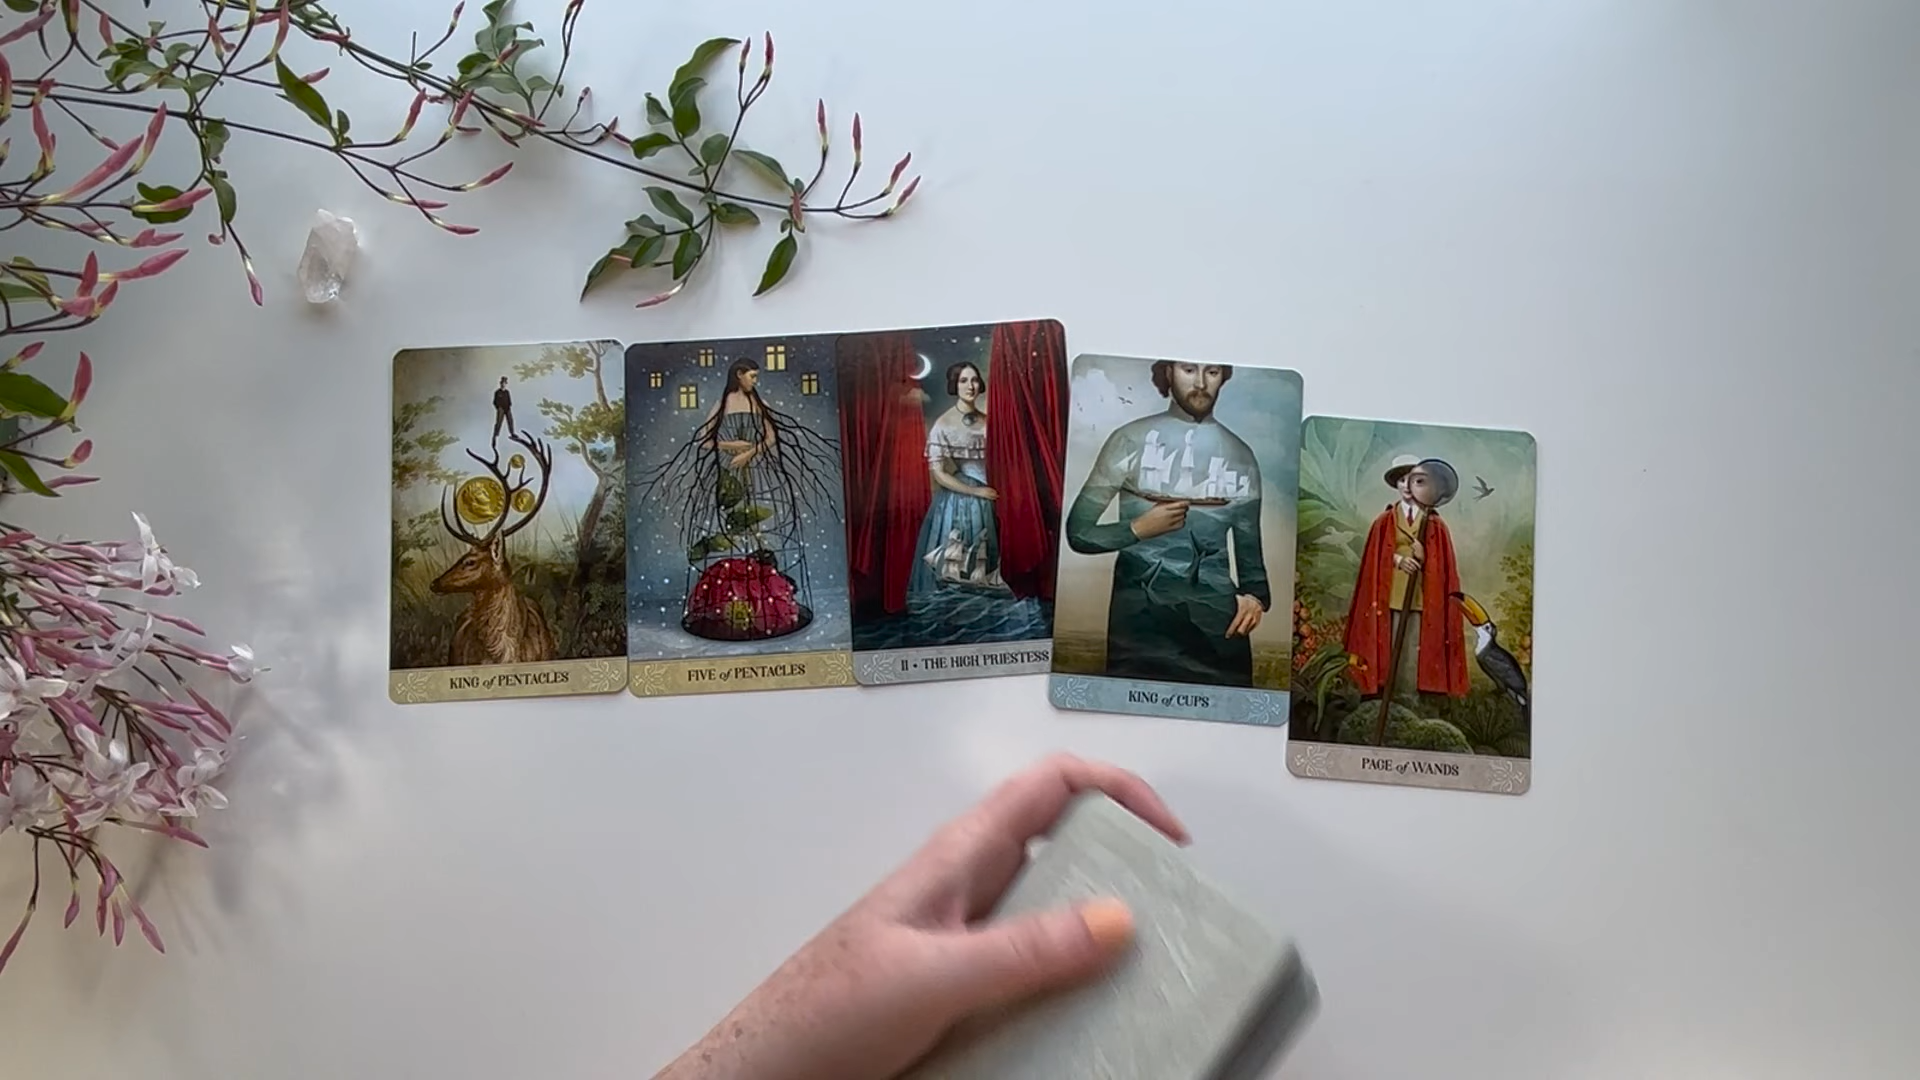 KING of PENTACLES
FIVE of PENTACLES
II • THE HIGH PRIESTESS
KING of CUPS
PAGE of WANDS